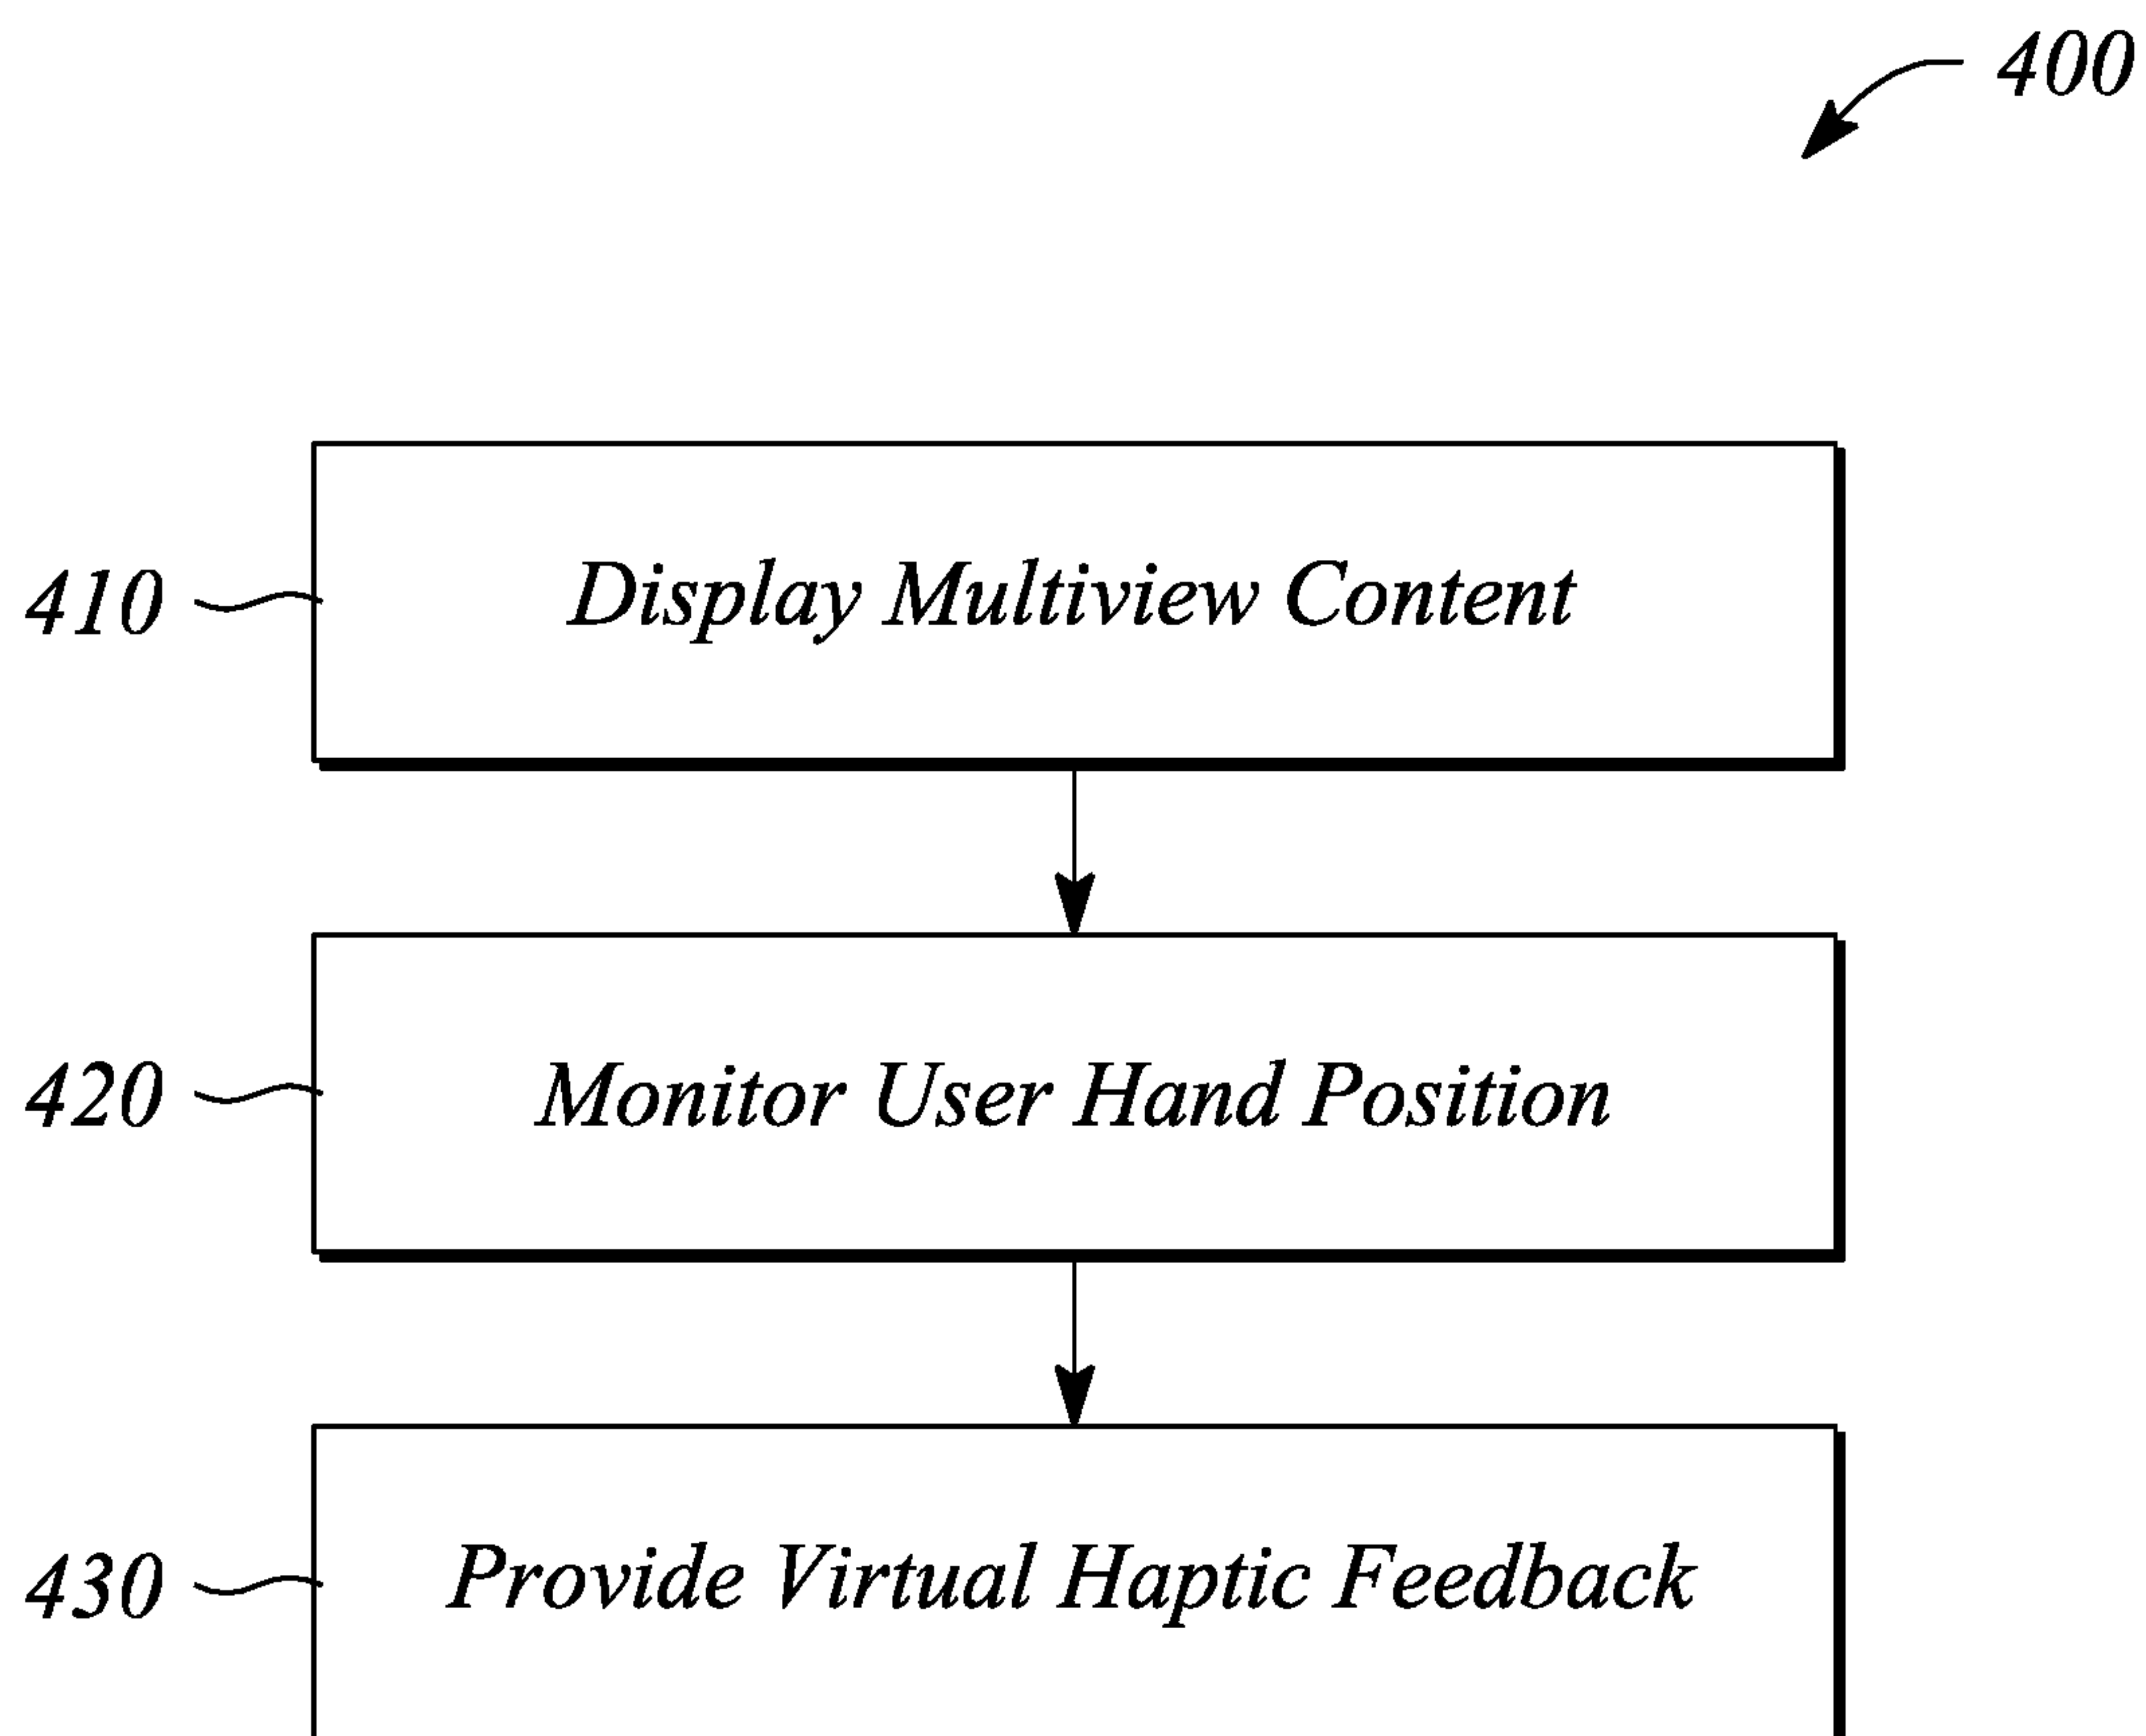 400
410 Display Multiview Content
420 Monitor User Hand Position
430 Provide Virtual Haptic Feedback